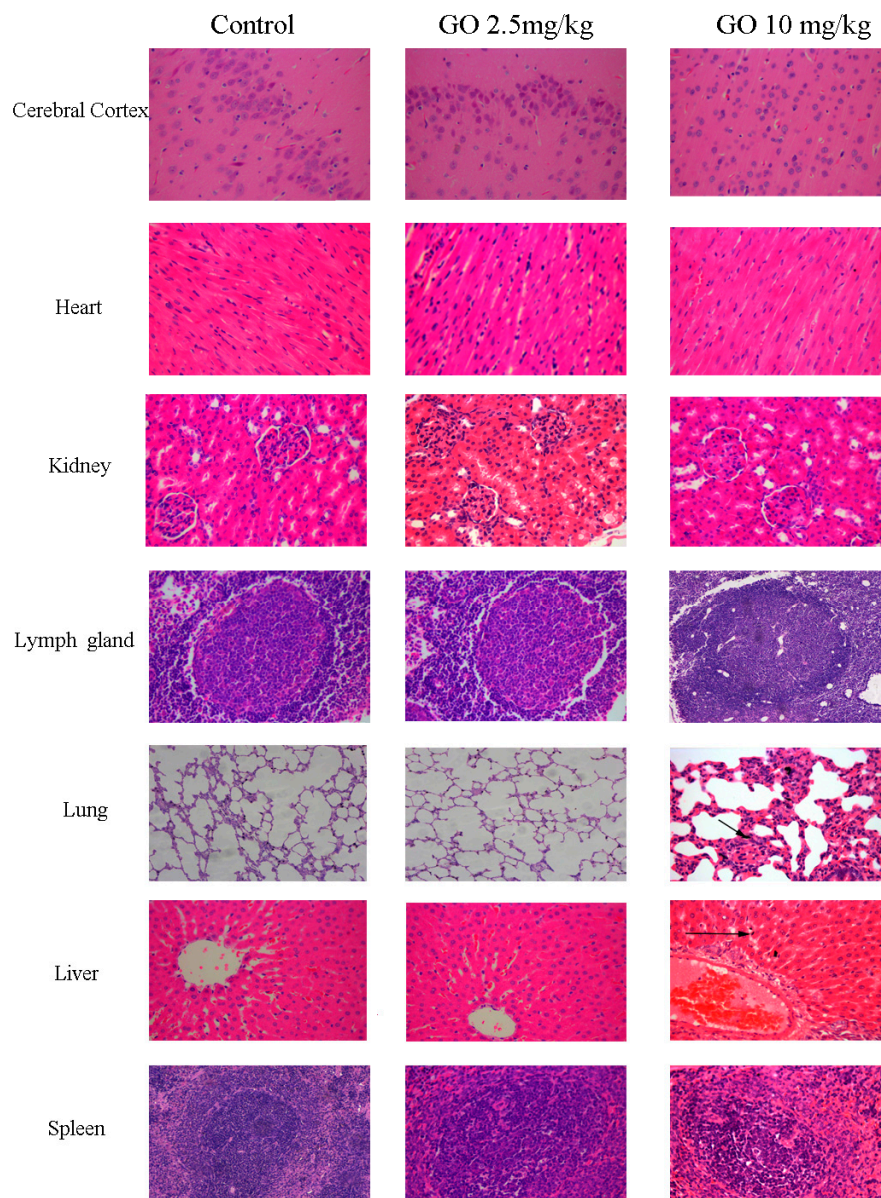 Control GO 2.5mg/kg GO 10 mg/kg
Cerebral Cortex
Heart
Kidney
Lymph gland
Lung
Liver
Spleen